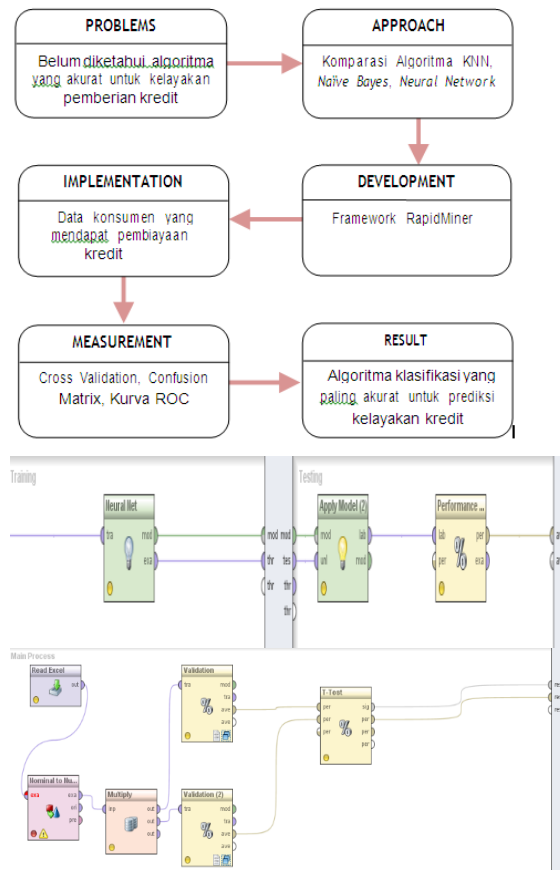 PROBLEMS
Belum diketahui algoritma
yang akurat untuk kelayakan
pemberian kredit
APPROACH
Komparasi Algoritma KNN,
Naïve Bayes, Neural Network
IMPLEMENTATION
Data konsumen yang
mendapat pembiayaan
kredit
DEVELOPMENT
Framework RapidMiner
MEASUREMENT
Cross Validation, Confusion
Matrix, Kurva ROC
RESULT
Algoritma klasifikasi yang
paling akurat untuk prediksi
kelayakan kredit
Training
Neural Net
tra mod
exa
mod mod
thr tes
thr thr
thr
Testing
Apply Model (2)
mod lab
unl mod
Performance ...
lab per
per exa
Main Process
Read Excel
out
Nominal to Nu...
exa exa
ori
pre
Multiply
inp out
out
out
Validation
tra mod
tra
ave
ave
Validation (2)
tra mod
tra
ave
ave
T-Test
per sig
per per
per per
per
res
res
res